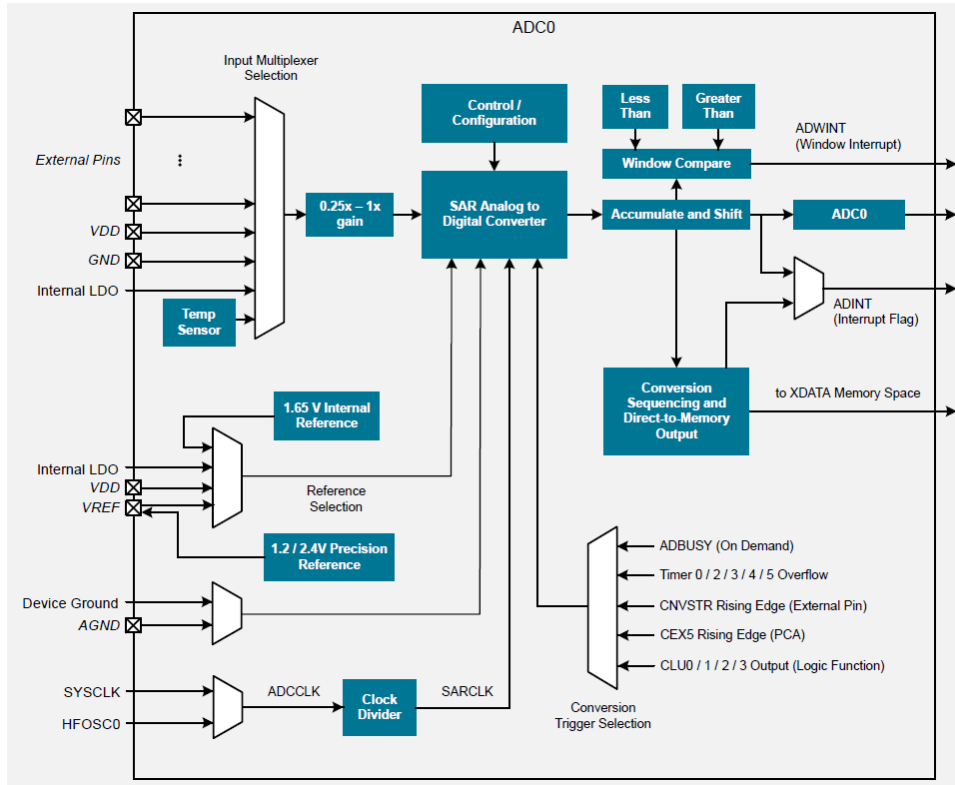 ADC0
Input Multiplexer
Selection
External Pins
VDD
GND
Internal LDO
Temp
Sensor
0.25x – 1x
gain
Control /
Configuration
SAR Analog to
Digital Converter
Less
Than
Greater
Than
Window Compare
ADWINT
(Window Interrupt)
Accumulate and Shift
ADC0
ADINT
(Interrupt Flag)
Conversion
Sequencing and
Direct-to-Memory
Output
to XDATA Memory Space
1.65 V Internal
Reference
Internal LDO
VDD
VREF
Reference
Selection
1.2 / 2.4V Precision
Reference
Device Ground
AGND
SYSCLK
HFOSC0
ADCCLK
Clock
Divider
SARCLK
ADBUSY (On Demand)
Timer 0 / 2 / 3 / 4 / 5 Overflow
CNVSTR Rising Edge (External Pin)
CEX5 Rising Edge (PCA)
CLU0 / 1 / 2 / 3 Output (Logic Function)
Conversion
Trigger Selection